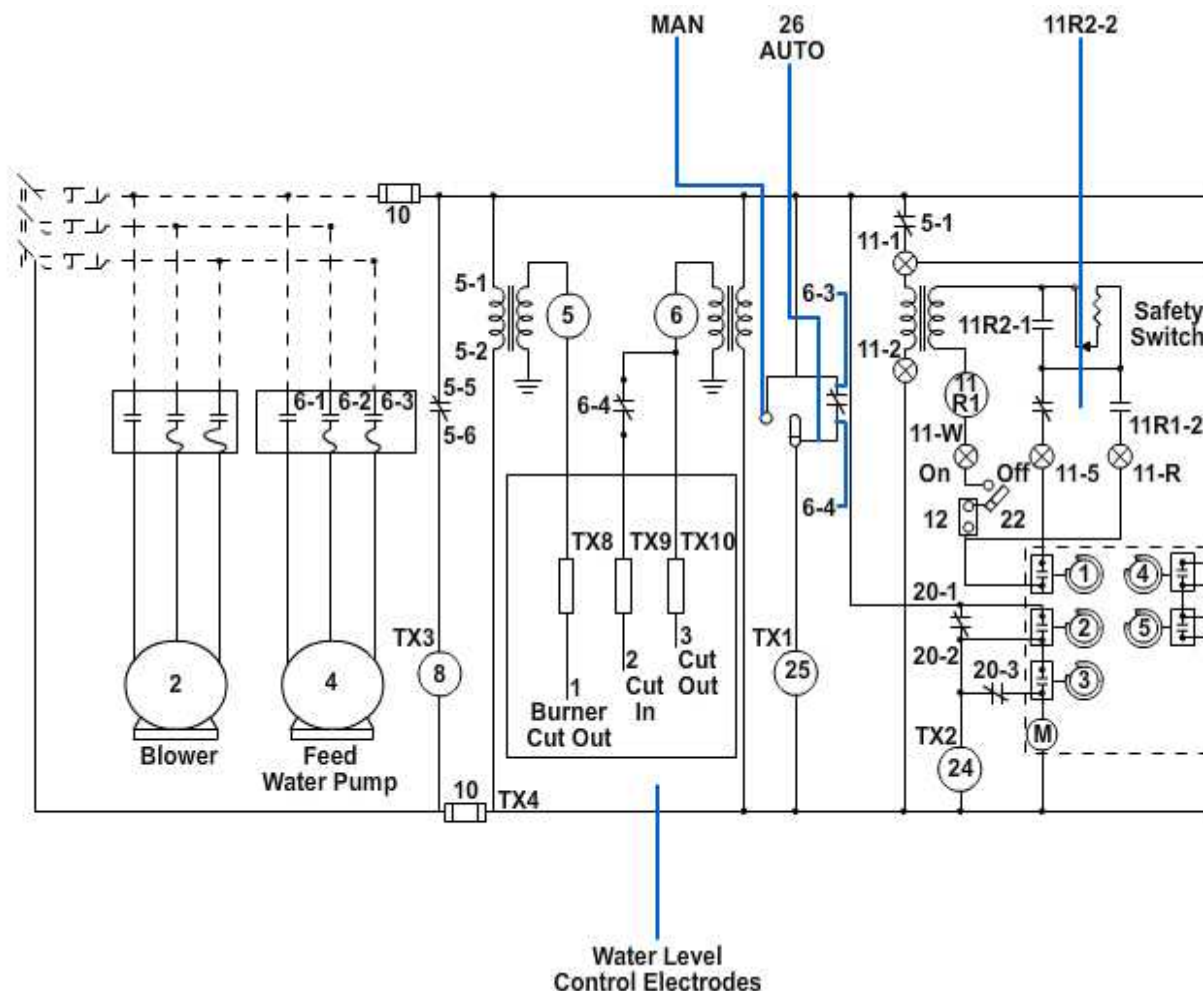 MAN
26
AUTO
11R2-2
10
5-1
11-1
5-1
6-3
5
6
11R2-1
Safety
Switch
5-2
11-2
5-5
6-1
6-2
6-3
6-4
11
R1
5-6
11R1-2
11-W
On
Off
11-5
11-R
6-4
12
22
TX8
TX9
TX10
1
4
20-1
2
5
TX3
TX1
20-2
20-3
3
2
4
8
25
1
Burner
Cut Out
2
Cut
In
3
Cut
Out
M
TX2
24
Blower
Feed
Water Pump
10
TX4
Water Level
Control Electrodes